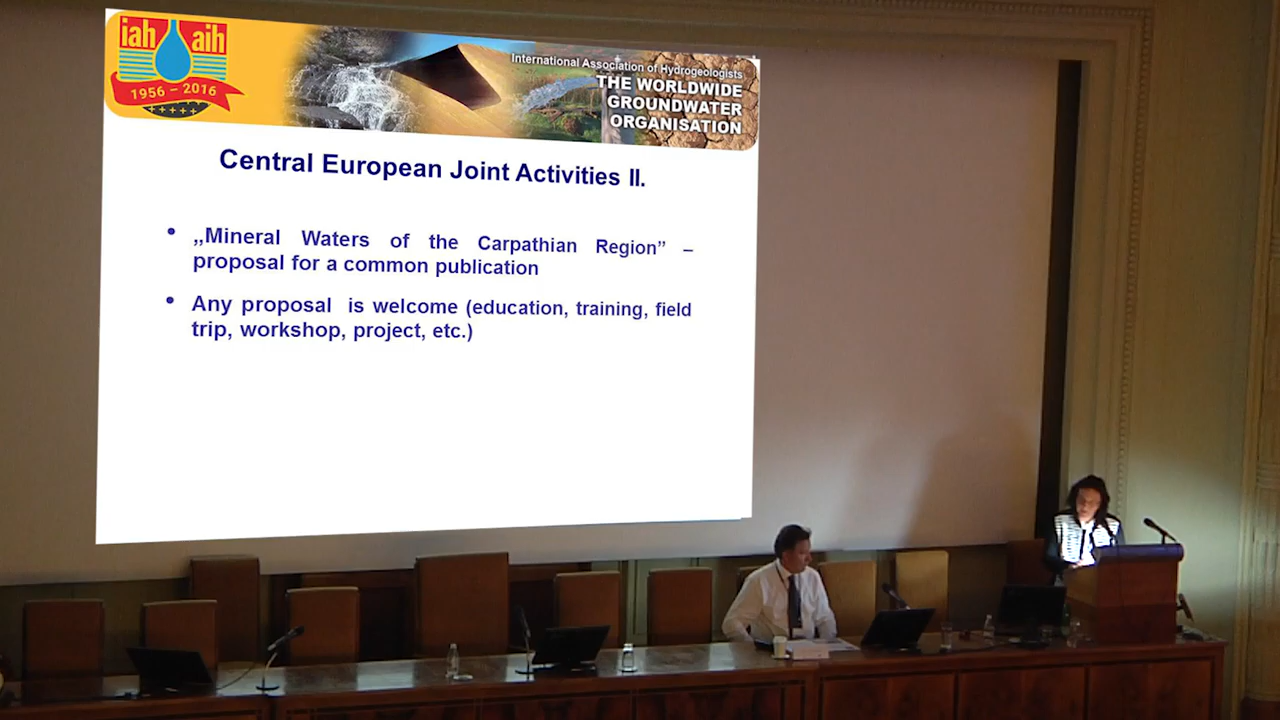 iah aih
1956 – 2016
International Association of Hydrogeologists
THE WORLDWIDE
GROUNDWATER
ORGANISATION
Central European Joint Activities II.
• „Mineral Waters of the Carpathian Region” –
proposal for a common publication
• Any proposal is welcome (education, training, field
trip, workshop, project, etc.)